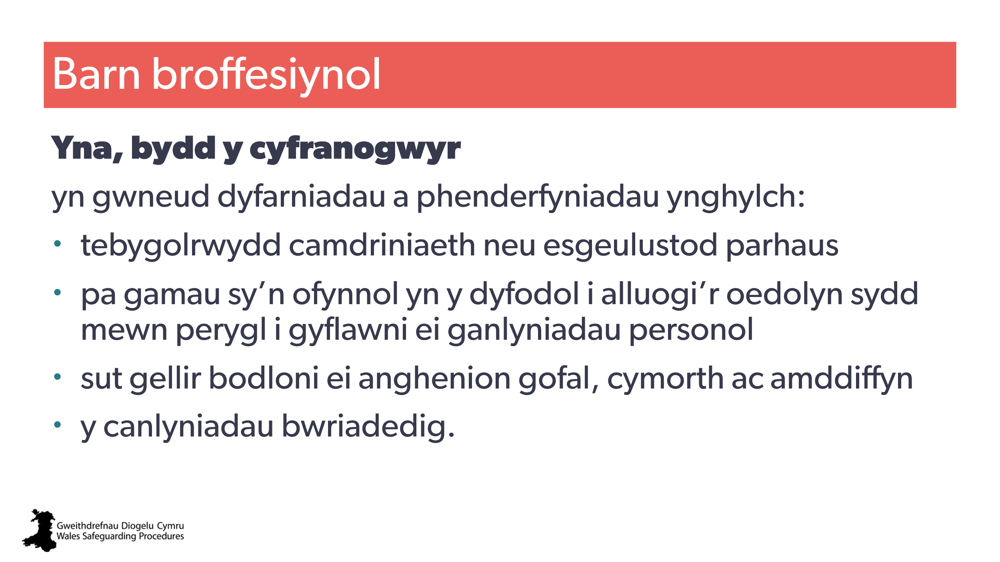 Barn broffesiynol
Yna, bydd y cyfranogwyr
yn gwneud dyfarniadau a phenderfyniadau ynghylch:
• tebygolrwydd camdriniaeth neu esgeulustod parhaus
• pa gamau sy’n ofynnol yn y dyfodol i alluogi’r oedolyn sydd
mewn perygl i gyflawni ei ganlyniadau personol
• sut gellir bodloni ei anghenion gofal, cymorth ac amddiffyn
• y canlyniadau bwriadedig.
Gweithdrefnau Diogelu Cymru
Wales Safeguarding Procedures